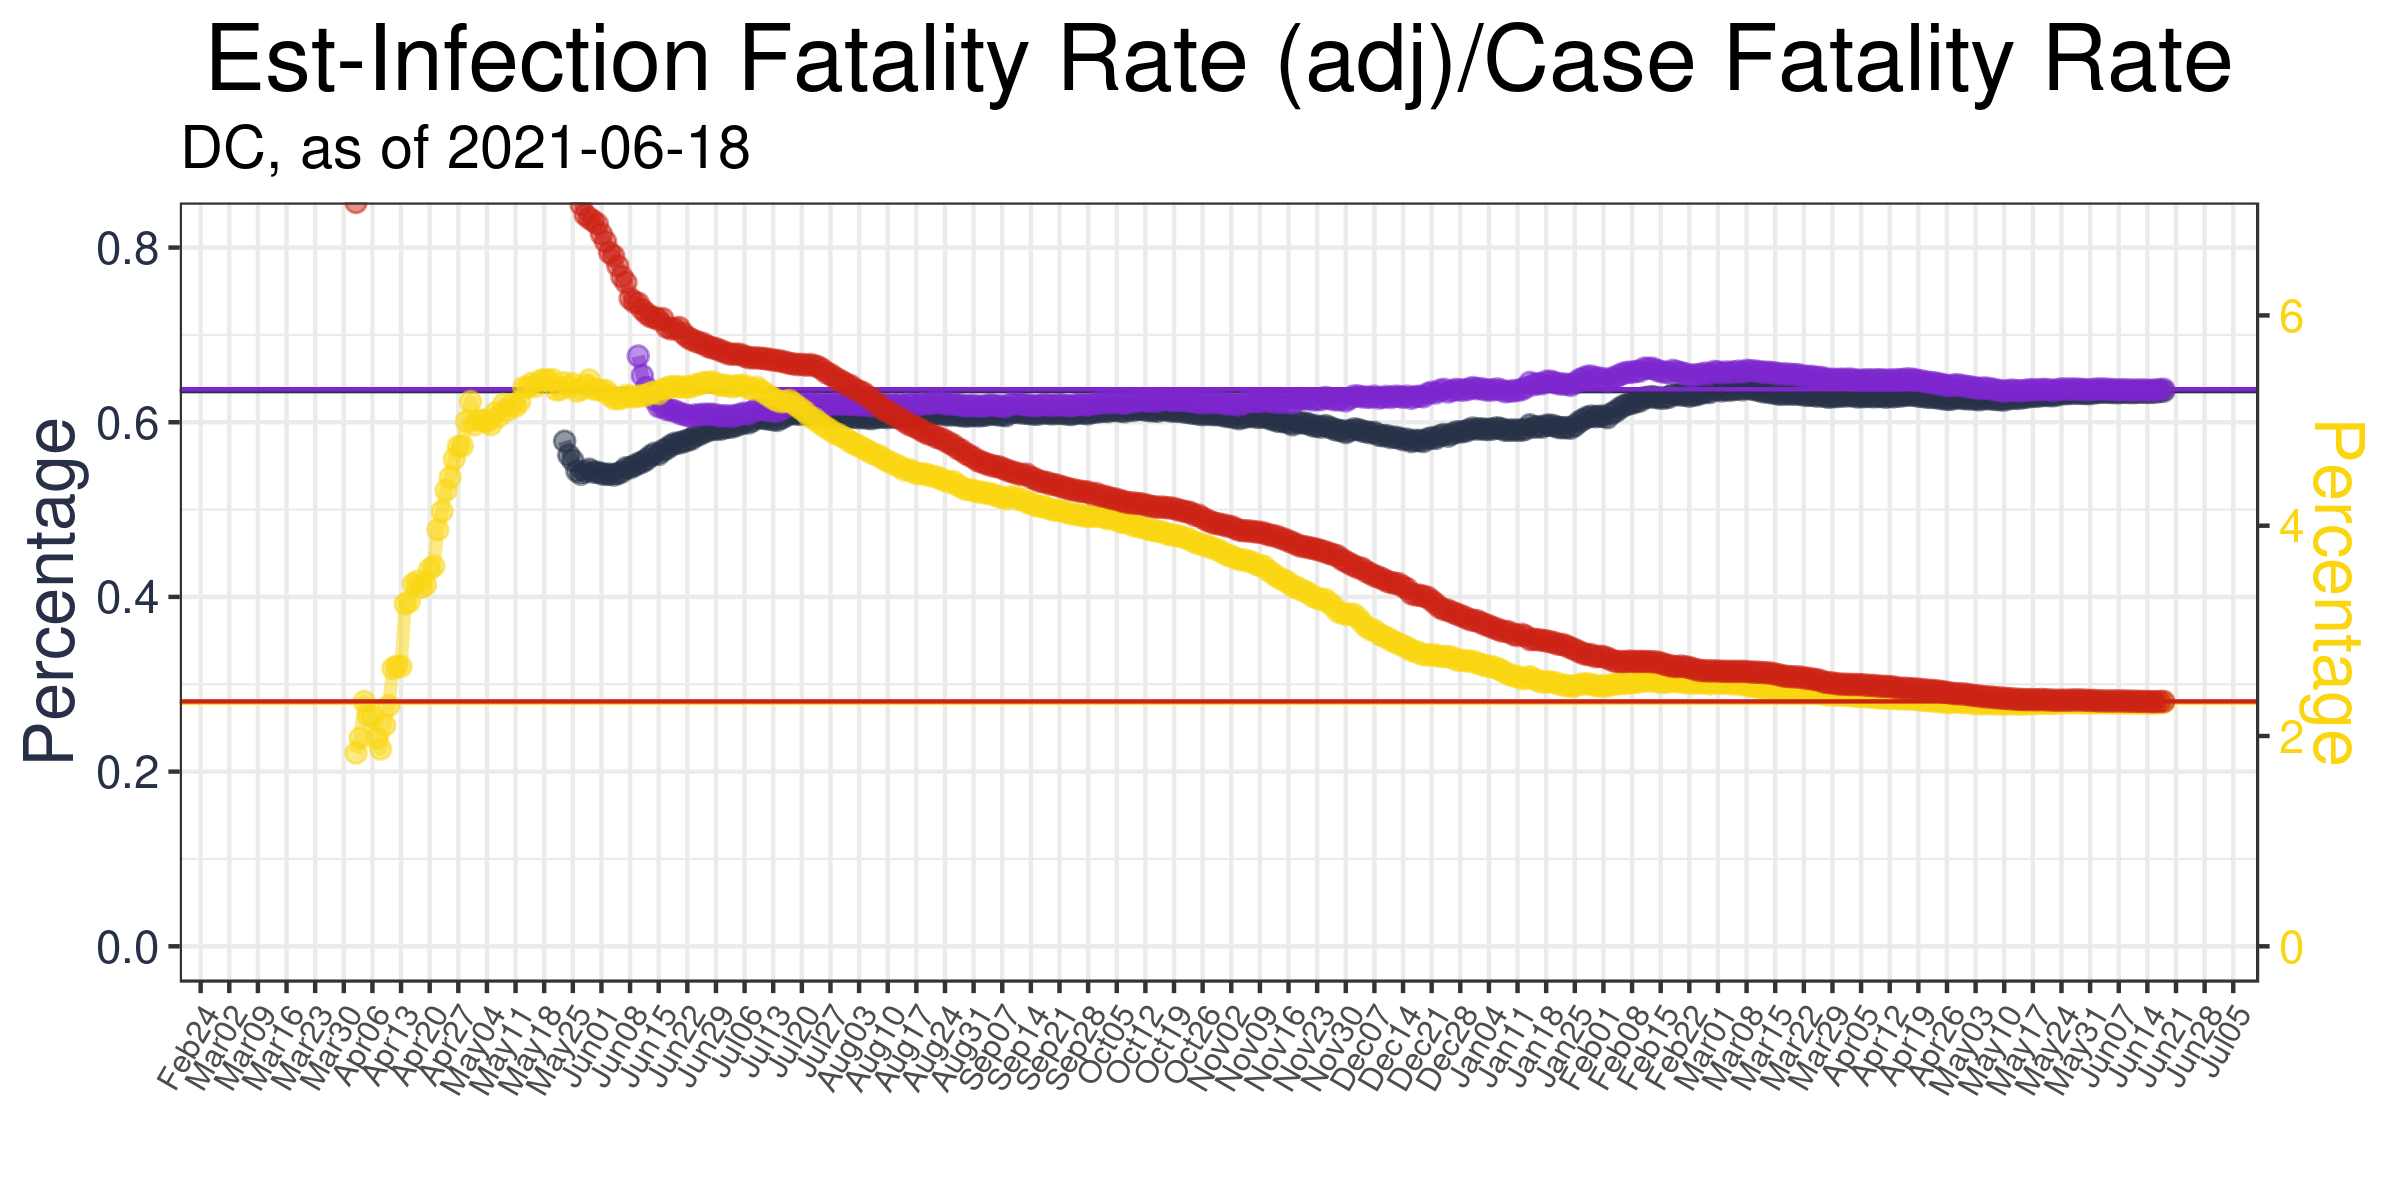 Est-Infection Fatality Rate (adj)/Case Fatality Rate
DC, as of 2021-06-18
Percentage
0.8
0.6
0.4
0.2
0.0
6
4
2
0
Percentage
Feb24
Mar02
Mar09
Mar16
Mar23
Mar30
Apr06
Apr13
Apr20
Apr27
May04
May11
May18
May25
Jun01
Jun08
Jun15
Jun22
Jun29
Jul06
Jul13
Jul20
Jul27
Aug03
Aug10
Aug17
Aug24
Aug31
Sep07
Sep14
Sep21
Sep28
Oct05
Oct12
Oct19
Oct26
Nov02
Nov09
Nov16
Nov23
Nov30
Dec07
Dec14
Dec21
Dec28
Jan04
Jan11
Jan18
Jan25
Feb01
Feb08
Feb15
Feb22
Mar01
Mar08
Mar15
Mar22
Mar29
Apr05
Apr12
Apr19
Apr26
May03
May10
May17
May24
May31
Jun07
Jun14
Jun21
Jun28
Jul05